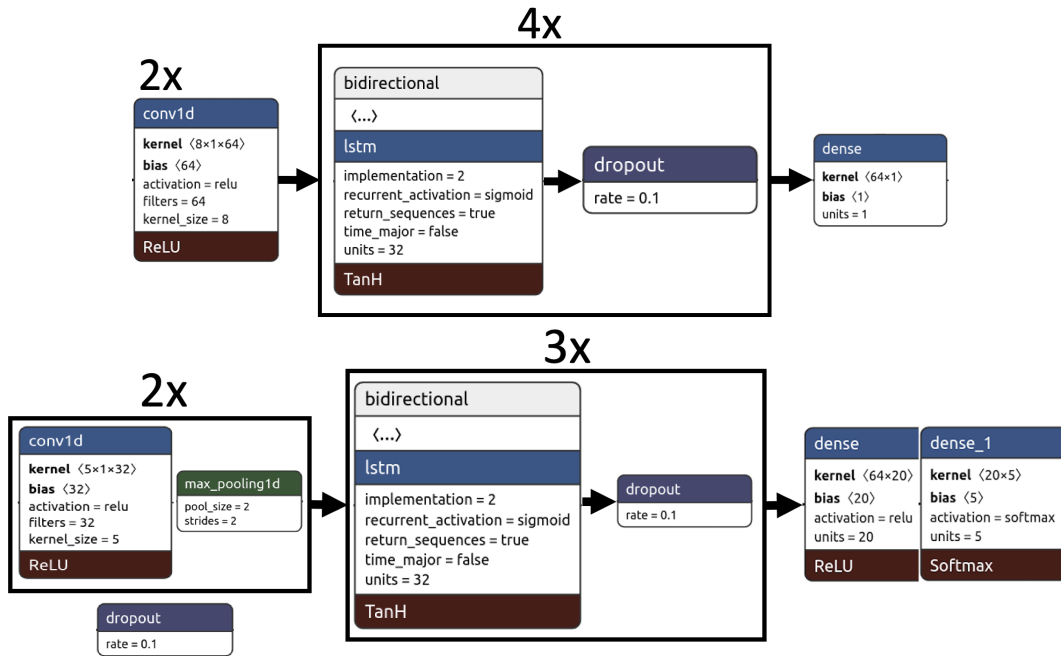 4x
2x
conv1d
kernel 〈8×1×64〉
bias 〈64〉
activation = relu
filters = 64
kernel_size = 8
ReLU
bidirectional
〈...〉
lstm
implementation = 2
recurrent_activation = sigmoid
return_sequences = true
time_major = false
units = 32
TanH
dropout
rate = 0.1
dense
kernel 〈64×1〉
bias 〈1〉
units = 1
3x
2x
conv1d
kernel 〈5×1×32〉
bias 〈32〉
activation = relu
filters = 32
kernel_size = 5
ReLU
max_pooling1d
pool_size = 2
strides = 2
dropout
rate = 0.1
bidirectional
〈...〉
lstm
implementation = 2
recurrent_activation = sigmoid
return_sequences = true
time_major = false
units = 32
TanH
dropout
rate = 0.1
dense
kernel 〈64×20〉
bias 〈20〉
activation = relu
units = 20
ReLU
dense_1
kernel 〈20×5〉
bias 〈5〉
activation = softmax
units = 5
Softmax